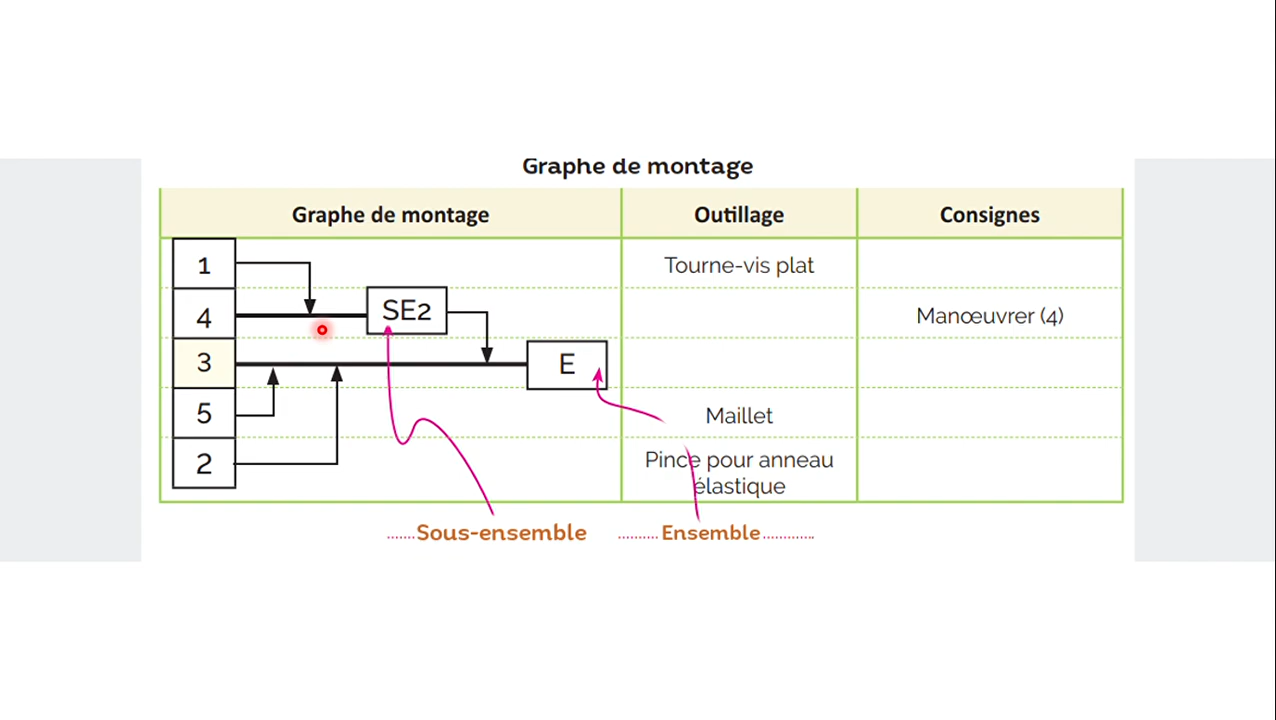 Graphe de montage
Graphe de montage Outillage Consignes
1 Tourne-vis plat
4 SE2 Manœuvrer (4)
3 E
5 Maillet
2 Pince pour anneau
élastique
.......Sous-ensemble .......... Ensemble.............